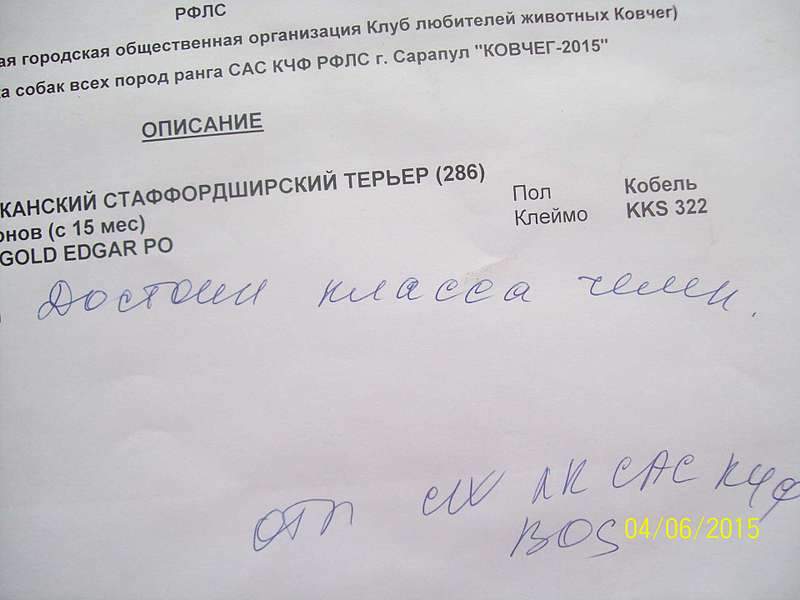 РФЛС
ая городская общественная организация Клуб любителей животных Ковчег)
ка собак всех пород ранга САС КЧФ РФЛС г. Сарапул "КОВЧЕГ-2015"
ОПИСАНИЕ
КАНСКИЙ СТАФФОРДШИРСКИЙ ТЕРЬЕР (286)
Пол Кобель
онов (с 15 мес)
Клеймо KKS 322
GOLD EDGAR PO
Достоин класса чемп.
отл CW ЛК САС КЧФ
BOS
04/06/2015